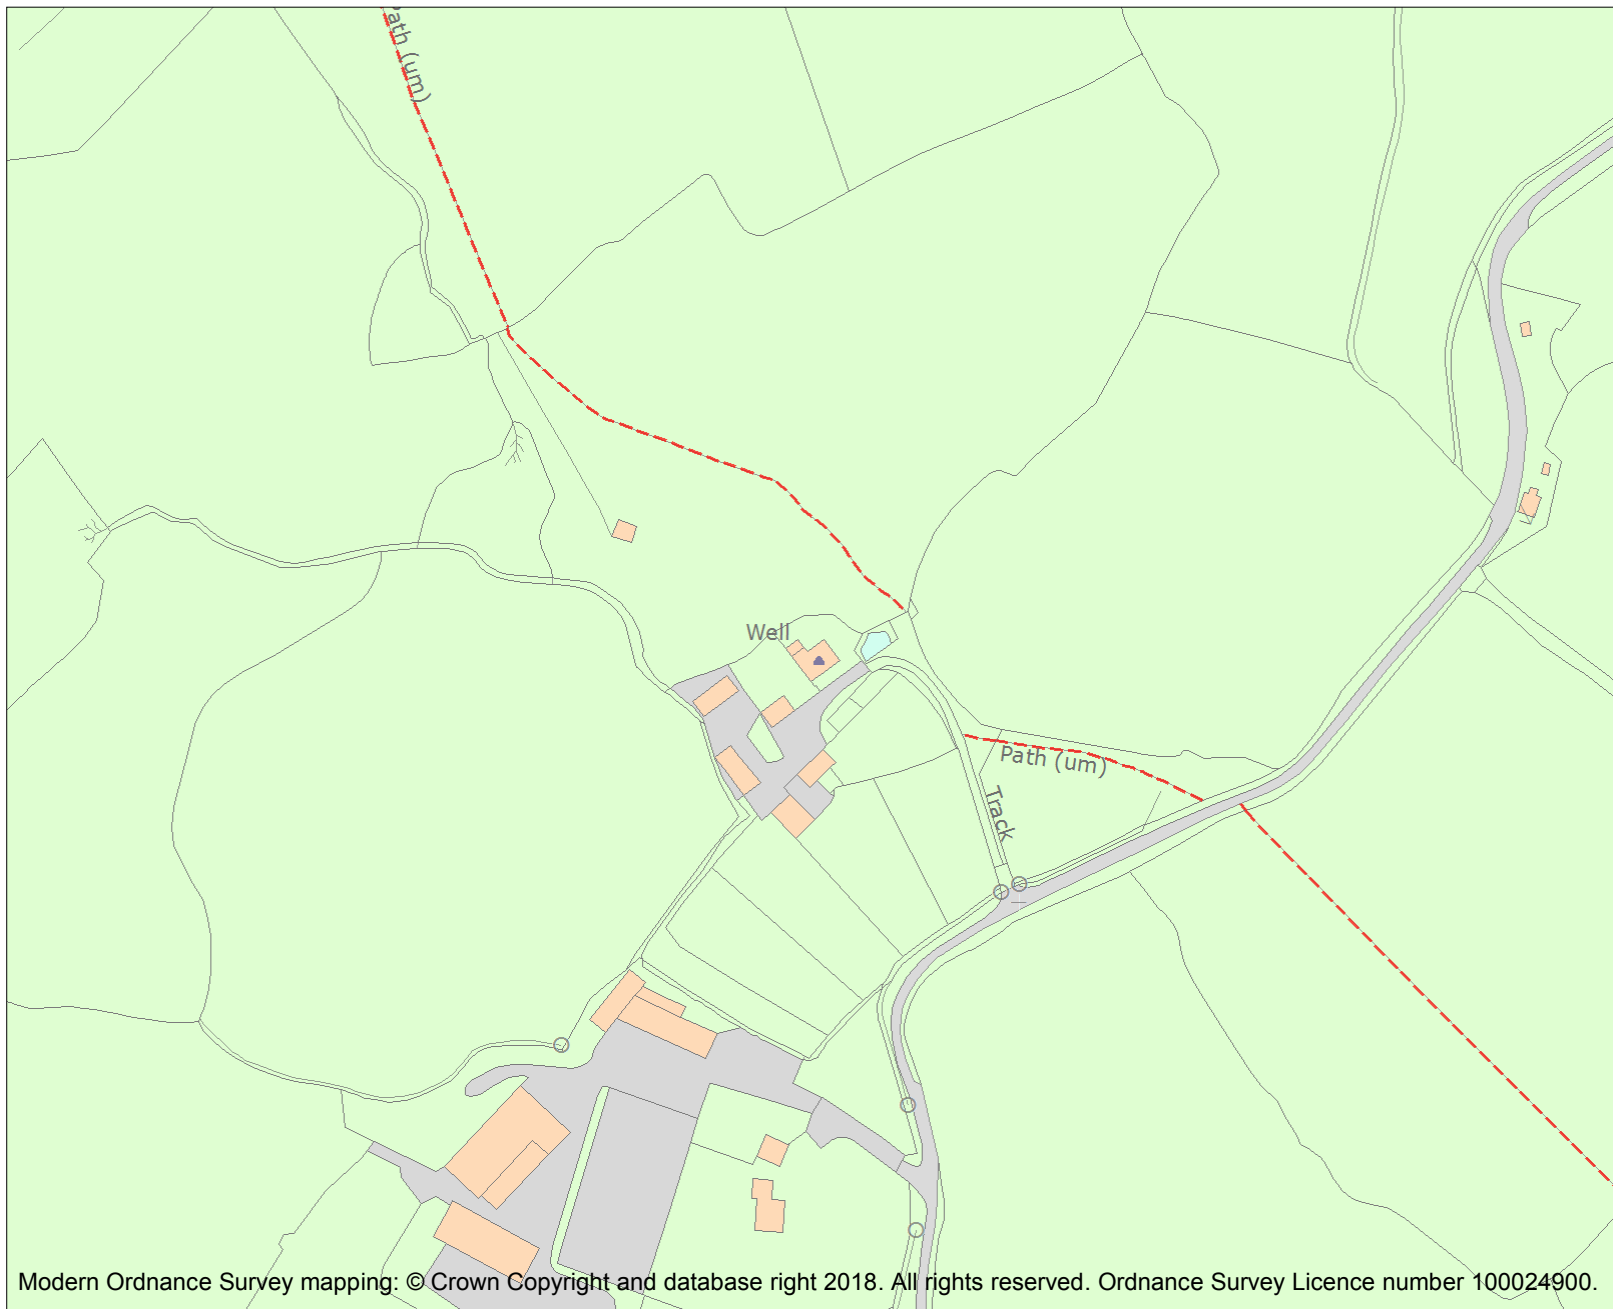 Path (um)
Well
Path (um)
Track
Modern Ordnance Survey mapping: © Crown Copyright and database right 2018. All rights reserved. Ordnance Survey Licence number 100024900.